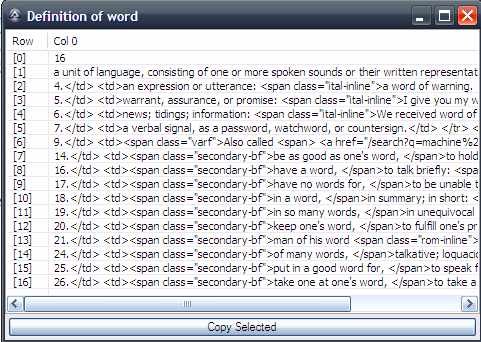 Definition of word
Row Col 0
[0] 16
[1] a unit of language, consisting of one or more spoken sounds or their written representat
[2] 4.</td> <td>an expression or utterance: <span class="ital-inline">a word of warning.
[3] 5.</td> <td>warrant, assurance, or promise: <span class="ital-inline">I give you my w
[4] 6.</td> <td>news; tidings; information: <span class="ital-inline">We received word of
[5] 7.</td> <td>a verbal signal, as a password, watchword, or countersign.</td> </tr> <
[6] 9.</td> <td><span class="varf">Also called <span> <a href="/search?q=machine%2
[7] 14.</td> <td><span class="secondary-bf">be as good as one's word, </span>to hold
[8] 16.</td> <td><span class="secondary-bf">have a word, </span>to talk briefly: <span
[9] 17.</td> <td><span class="secondary-bf">have no words for, </span>to be unable t
[10] 18.</td> <td><span class="secondary-bf">in a word, </span>in summary; in short: <
[11] 19.</td> <td><span class="secondary-bf">in so many words, </span>in unequivocal
[12] 20.</td> <td><span class="secondary-bf">keep one's word, </span>to fulfill one's pr
[13] 21.</td> <td><span class="secondary-bf">man of his word <span class="rom-inline">
[14] 24.</td> <td><span class="secondary-bf">of many words, </span>talkative; loquaci
[15] 25.</td> <td><span class="secondary-bf">put in a good word for, </span>to speak f
[16] 26.</td> <td><span class="secondary-bf">take one at one's word, </span>to take a
Copy Selected